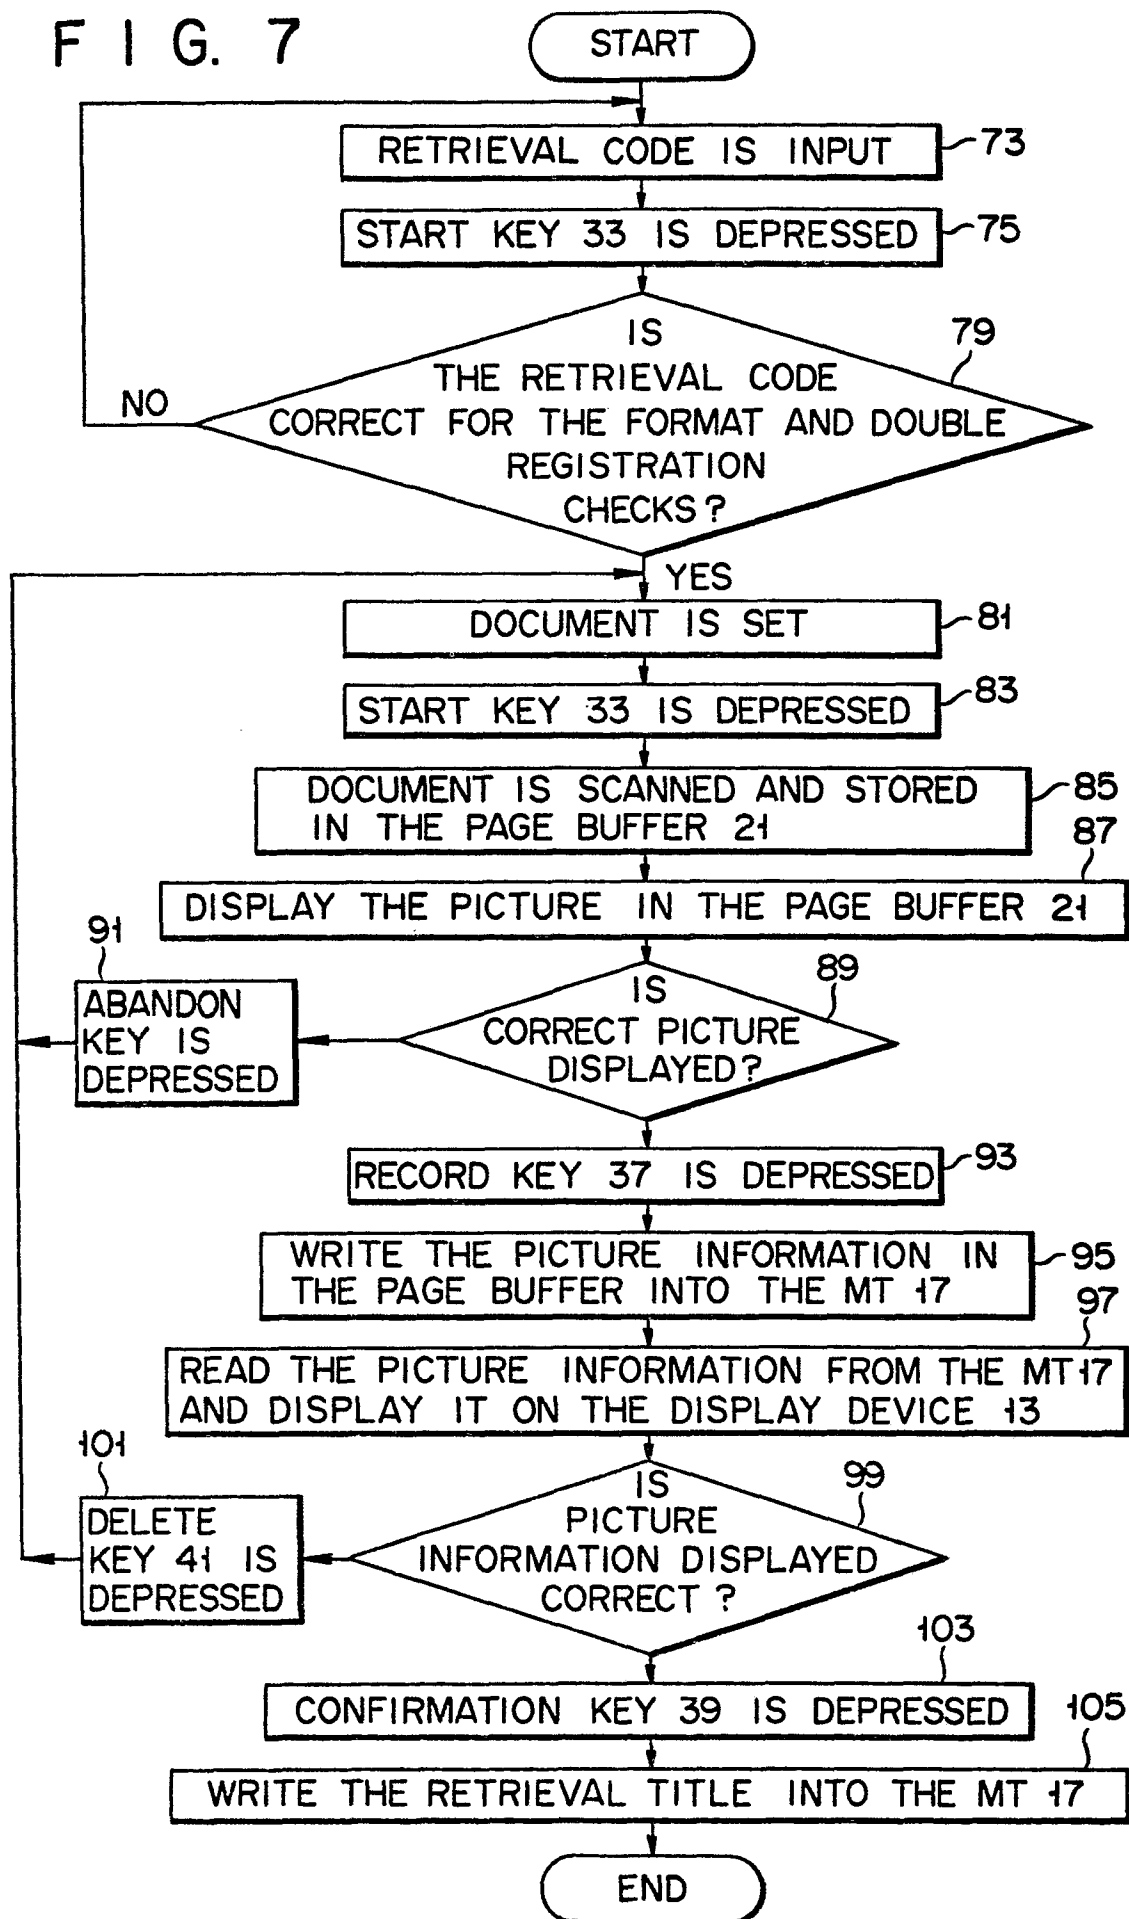 FIG. 7
START
RETRIEVAL CODE IS INPUT
73
START KEY 33 IS DEPRESSED
75
IS
THE RETRIEVAL CODE
CORRECT FOR THE FORMAT AND DOUBLE
REGISTRATION
CHECKS?
79
NO
YES
DOCUMENT IS SET
81
START KEY 33 IS DEPRESSED
83
DOCUMENT IS SCANNED AND STORED
IN THE PAGE BUFFER 21
85
87
DISPLAY THE PICTURE IN THE PAGE BUFFER 21
91
ABANDON
KEY IS
DEPRESSED
89
IS
CORRECT PICTURE
DISPLAYED?
RECORD KEY 37 IS DEPRESSED
93
WRITE THE PICTURE INFORMATION IN
THE PAGE BUFFER INTO THE MT 17
95
97
READ THE PICTURE INFORMATION FROM THE MT 17
AND DISPLAY IT ON THE DISPLAY DEVICE 13
101
DELETE
KEY 41 IS
DEPRESSED
99
IS
PICTURE
INFORMATION DISPLAYED
CORRECT?
103
CONFIRMATION KEY 39 IS DEPRESSED
105
WRITE THE RETRIEVAL TITLE INTO THE MT 17
END